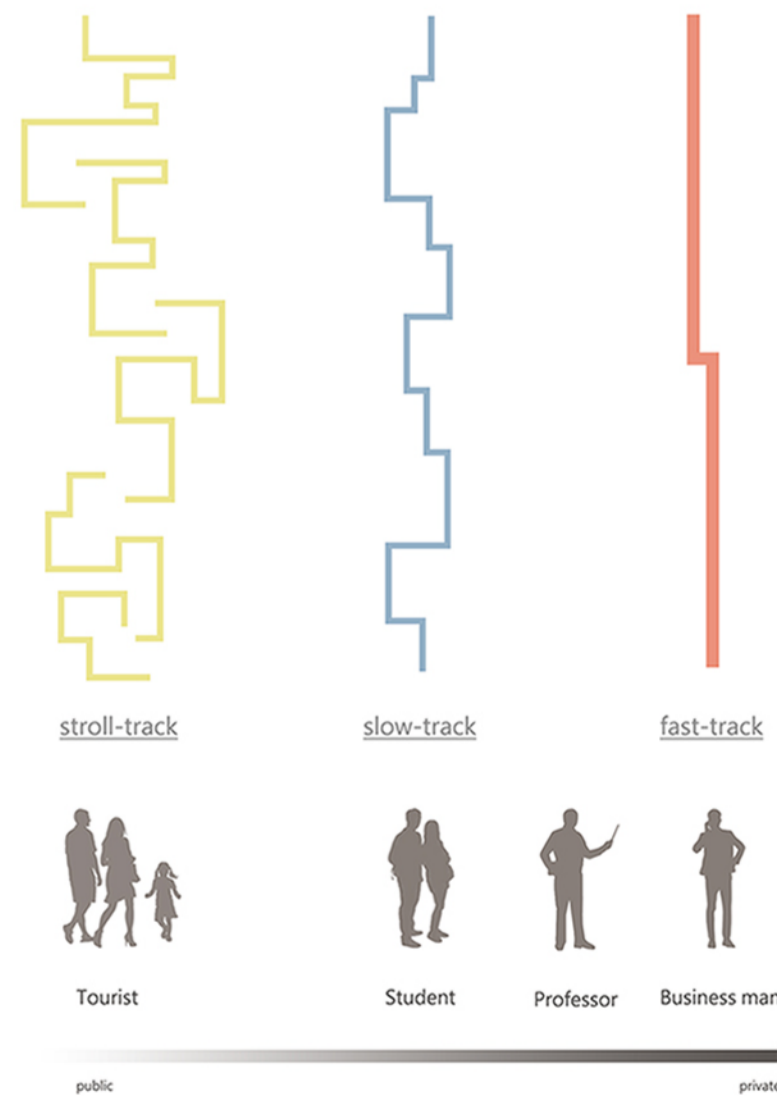 stroll-track slow-track fast-track
Tourist Student Professor Business man
public private